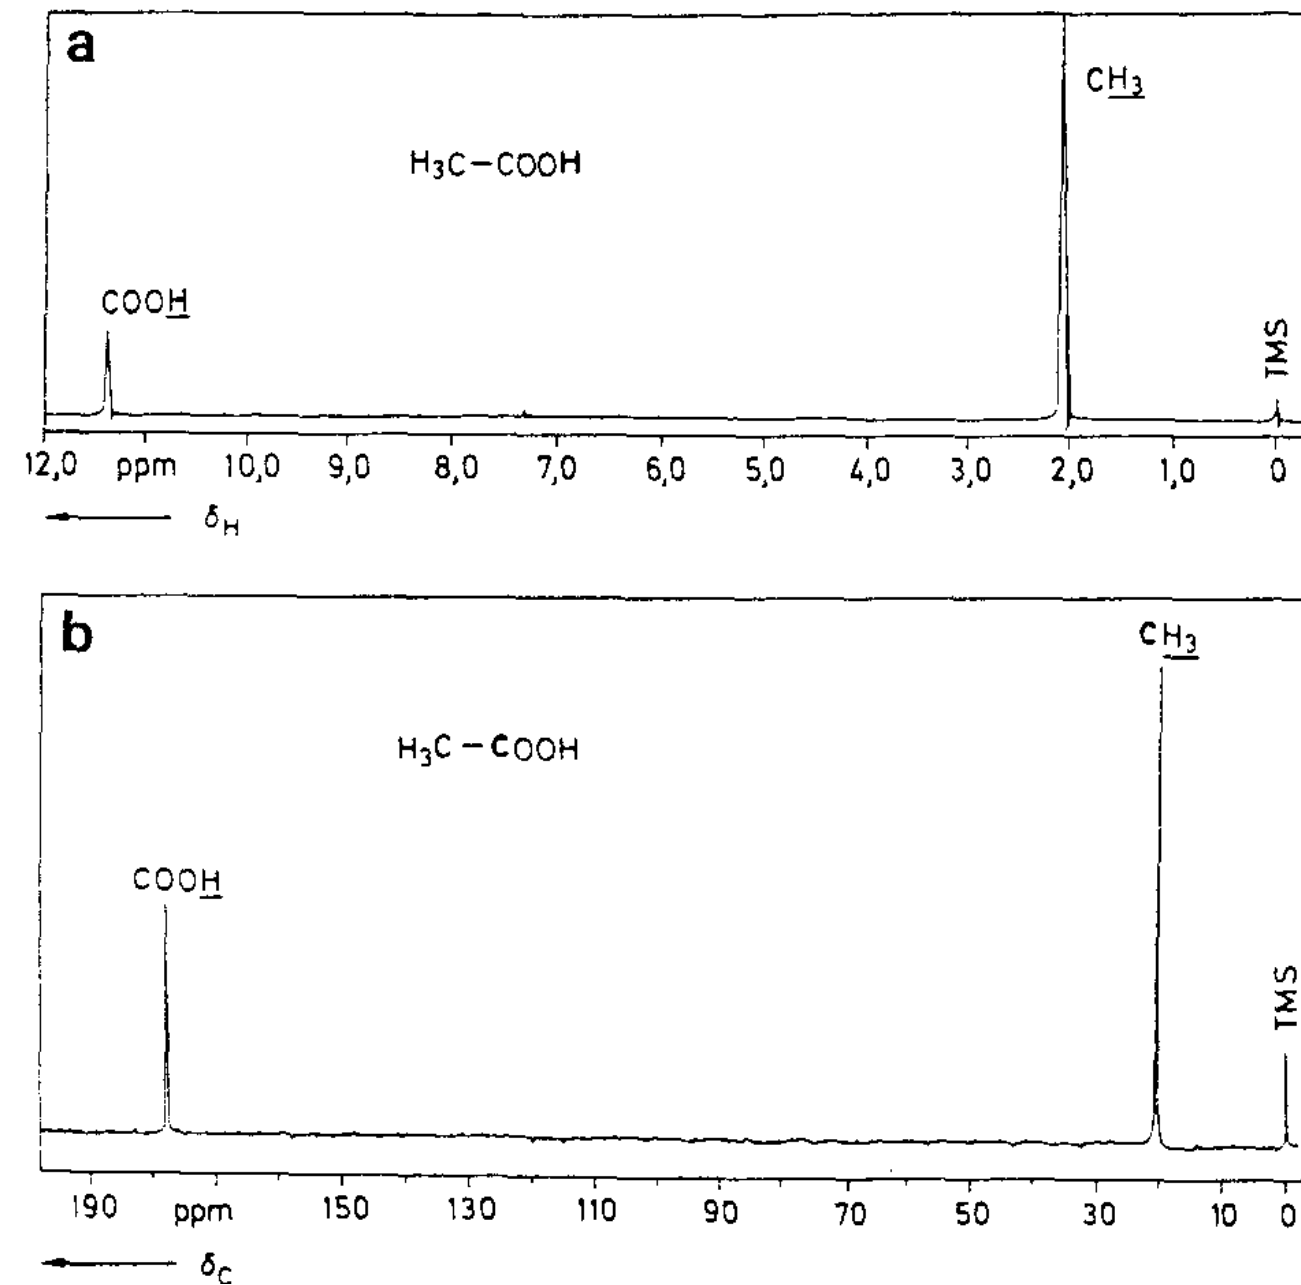 a
CH₃
H₃C-COOH
COOH
TMS
12,0 ppm 10,0 9,0 8,0 7,0 6,0 5,0 4,0 3,0 2,0 1,0 0
δH
b
CH₃
H₃C-COOH
COOH
TMS
190 ppm 150 130 110 90 70 50 30 10 0
δC